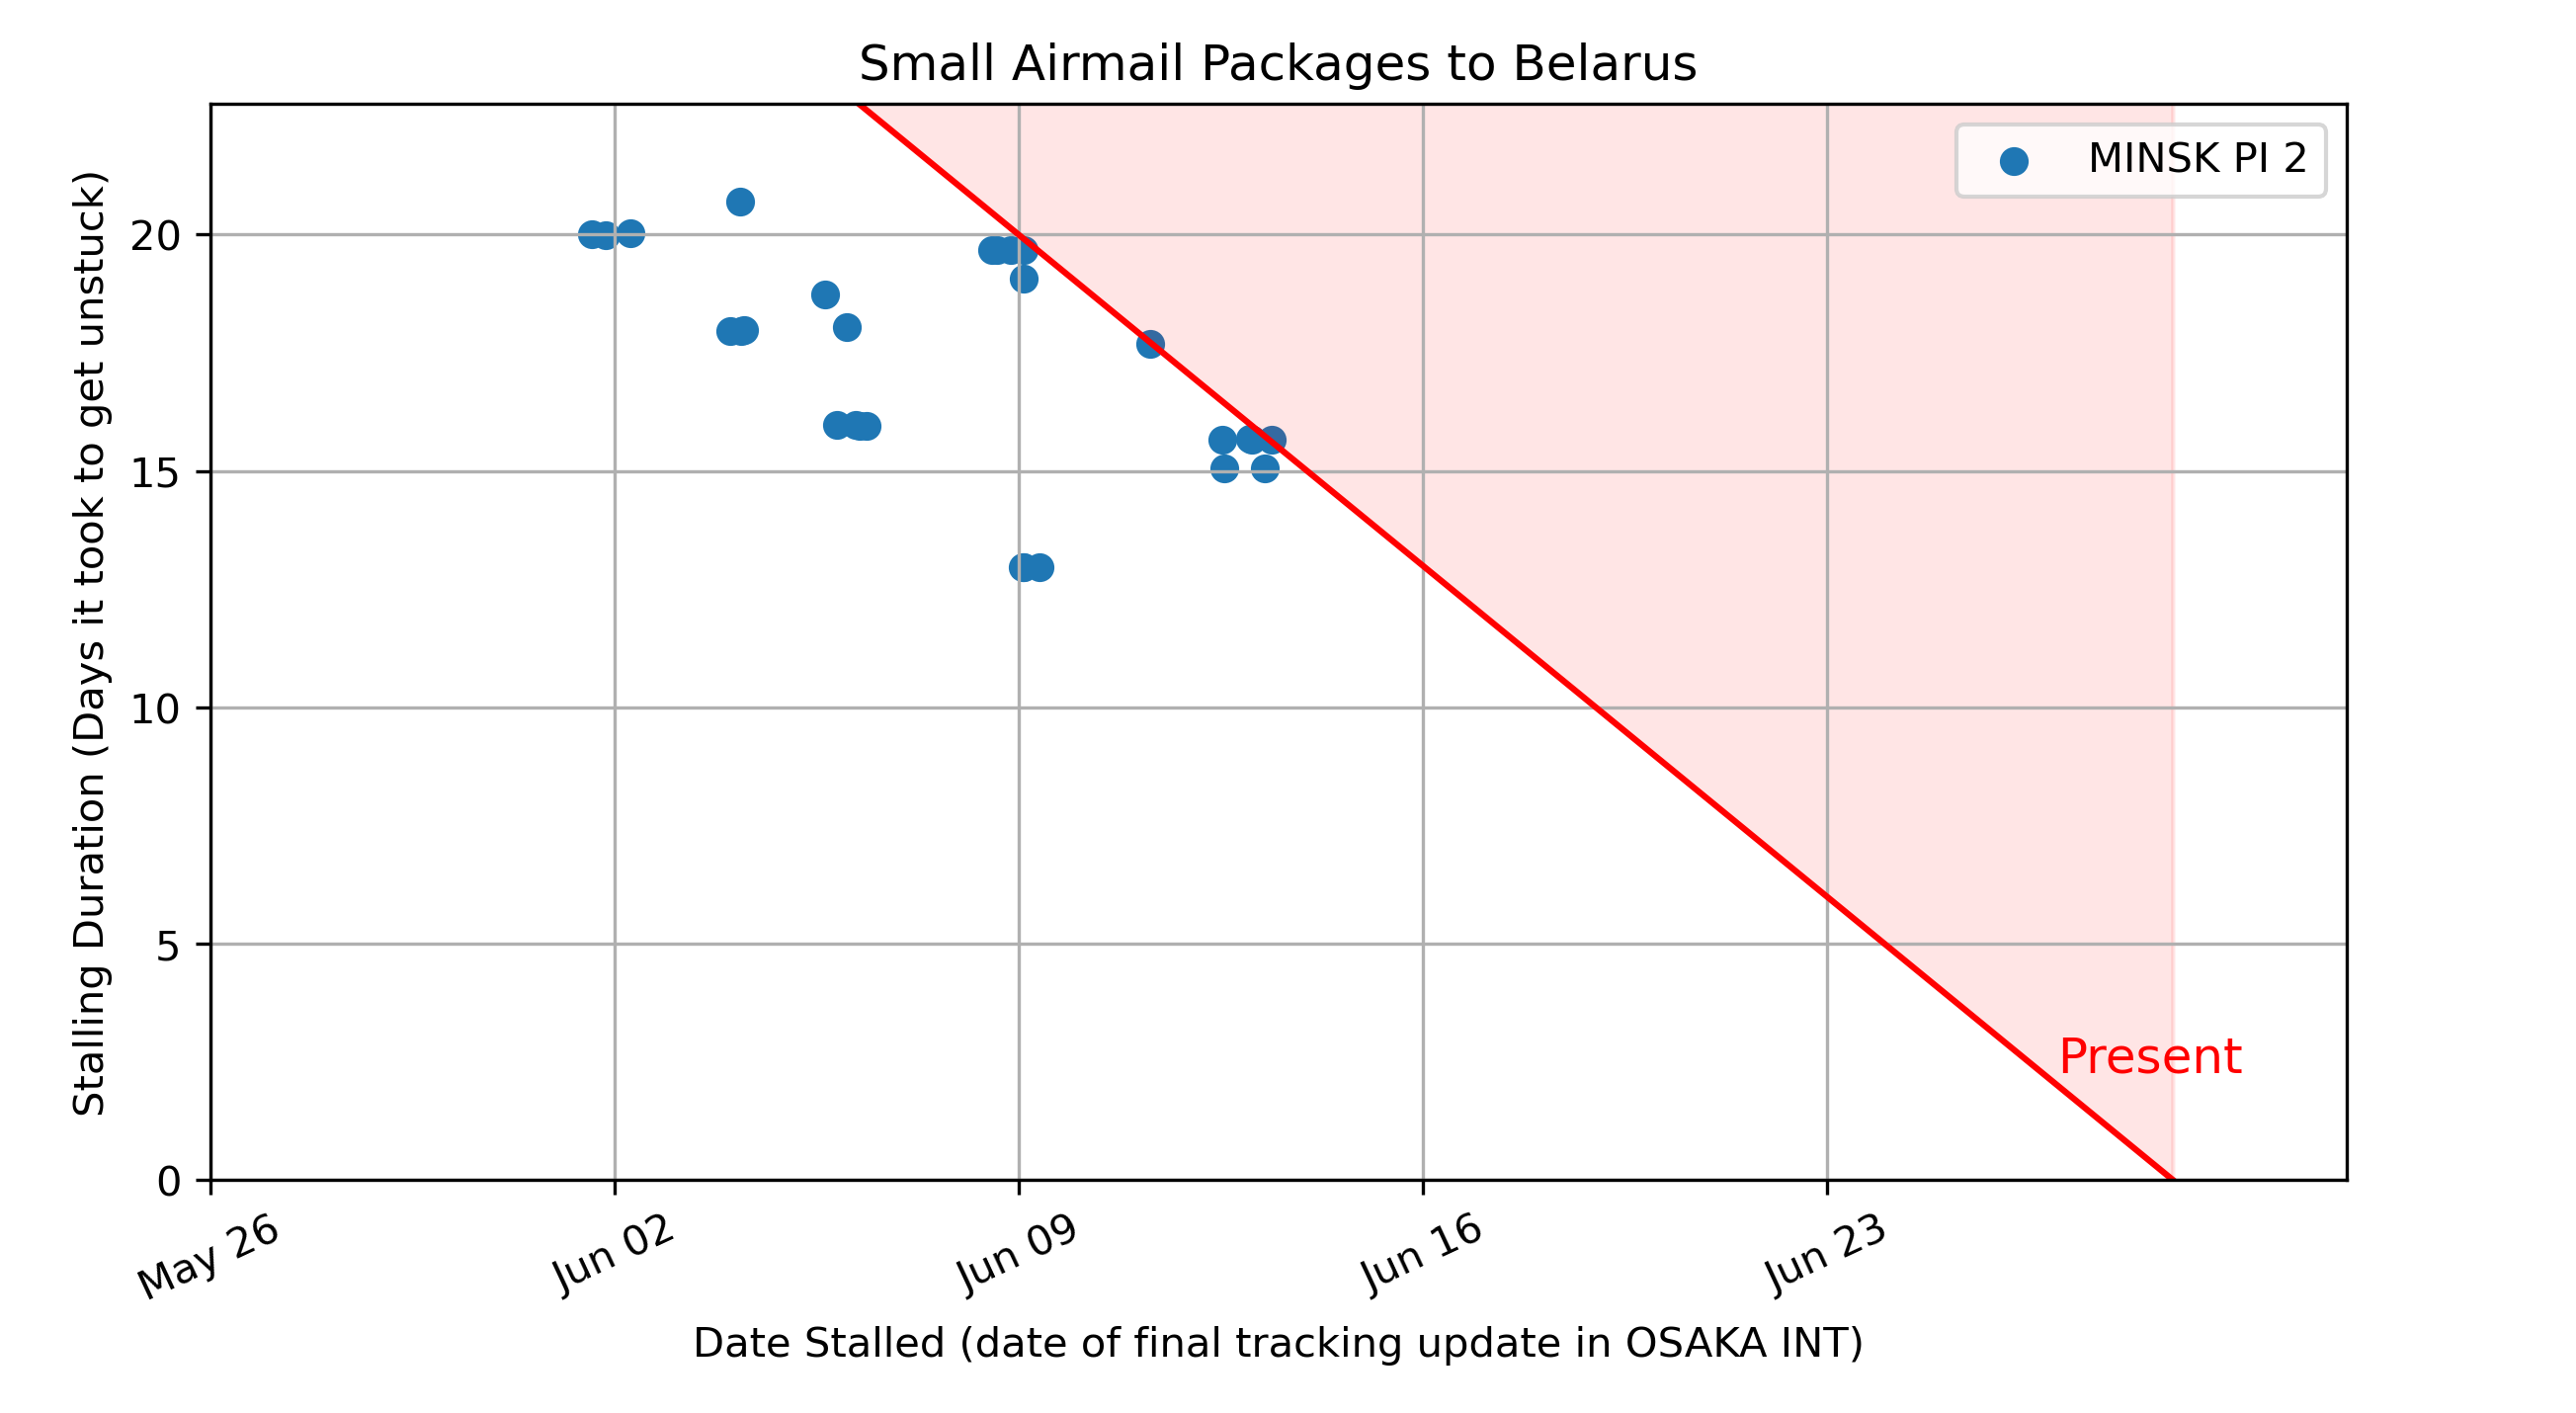 Small Airmail Packages to Belarus
MINSK PI 2
Stalling Duration (Days it took to get unstuck)
20
15
10
5
0
Present
May 26
Jun 02
Jun 09
Jun 16
Jun 23
Date Stalled (date of final tracking update in OSAKA INT)